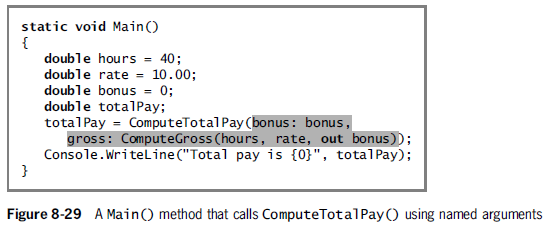 static void Main()
{
double hours = 40;
double rate = 10.00;
double bonus = 0;
double totalPay;
totalPay = ComputeTotalPay(bonus: bonus,
gross: ComputeGross(hours, rate, out bonus));
Console.WriteLine("Total pay is {0}", totalPay);
}
Figure 8-29 A Main() method that calls ComputeTotalPay() using named arguments